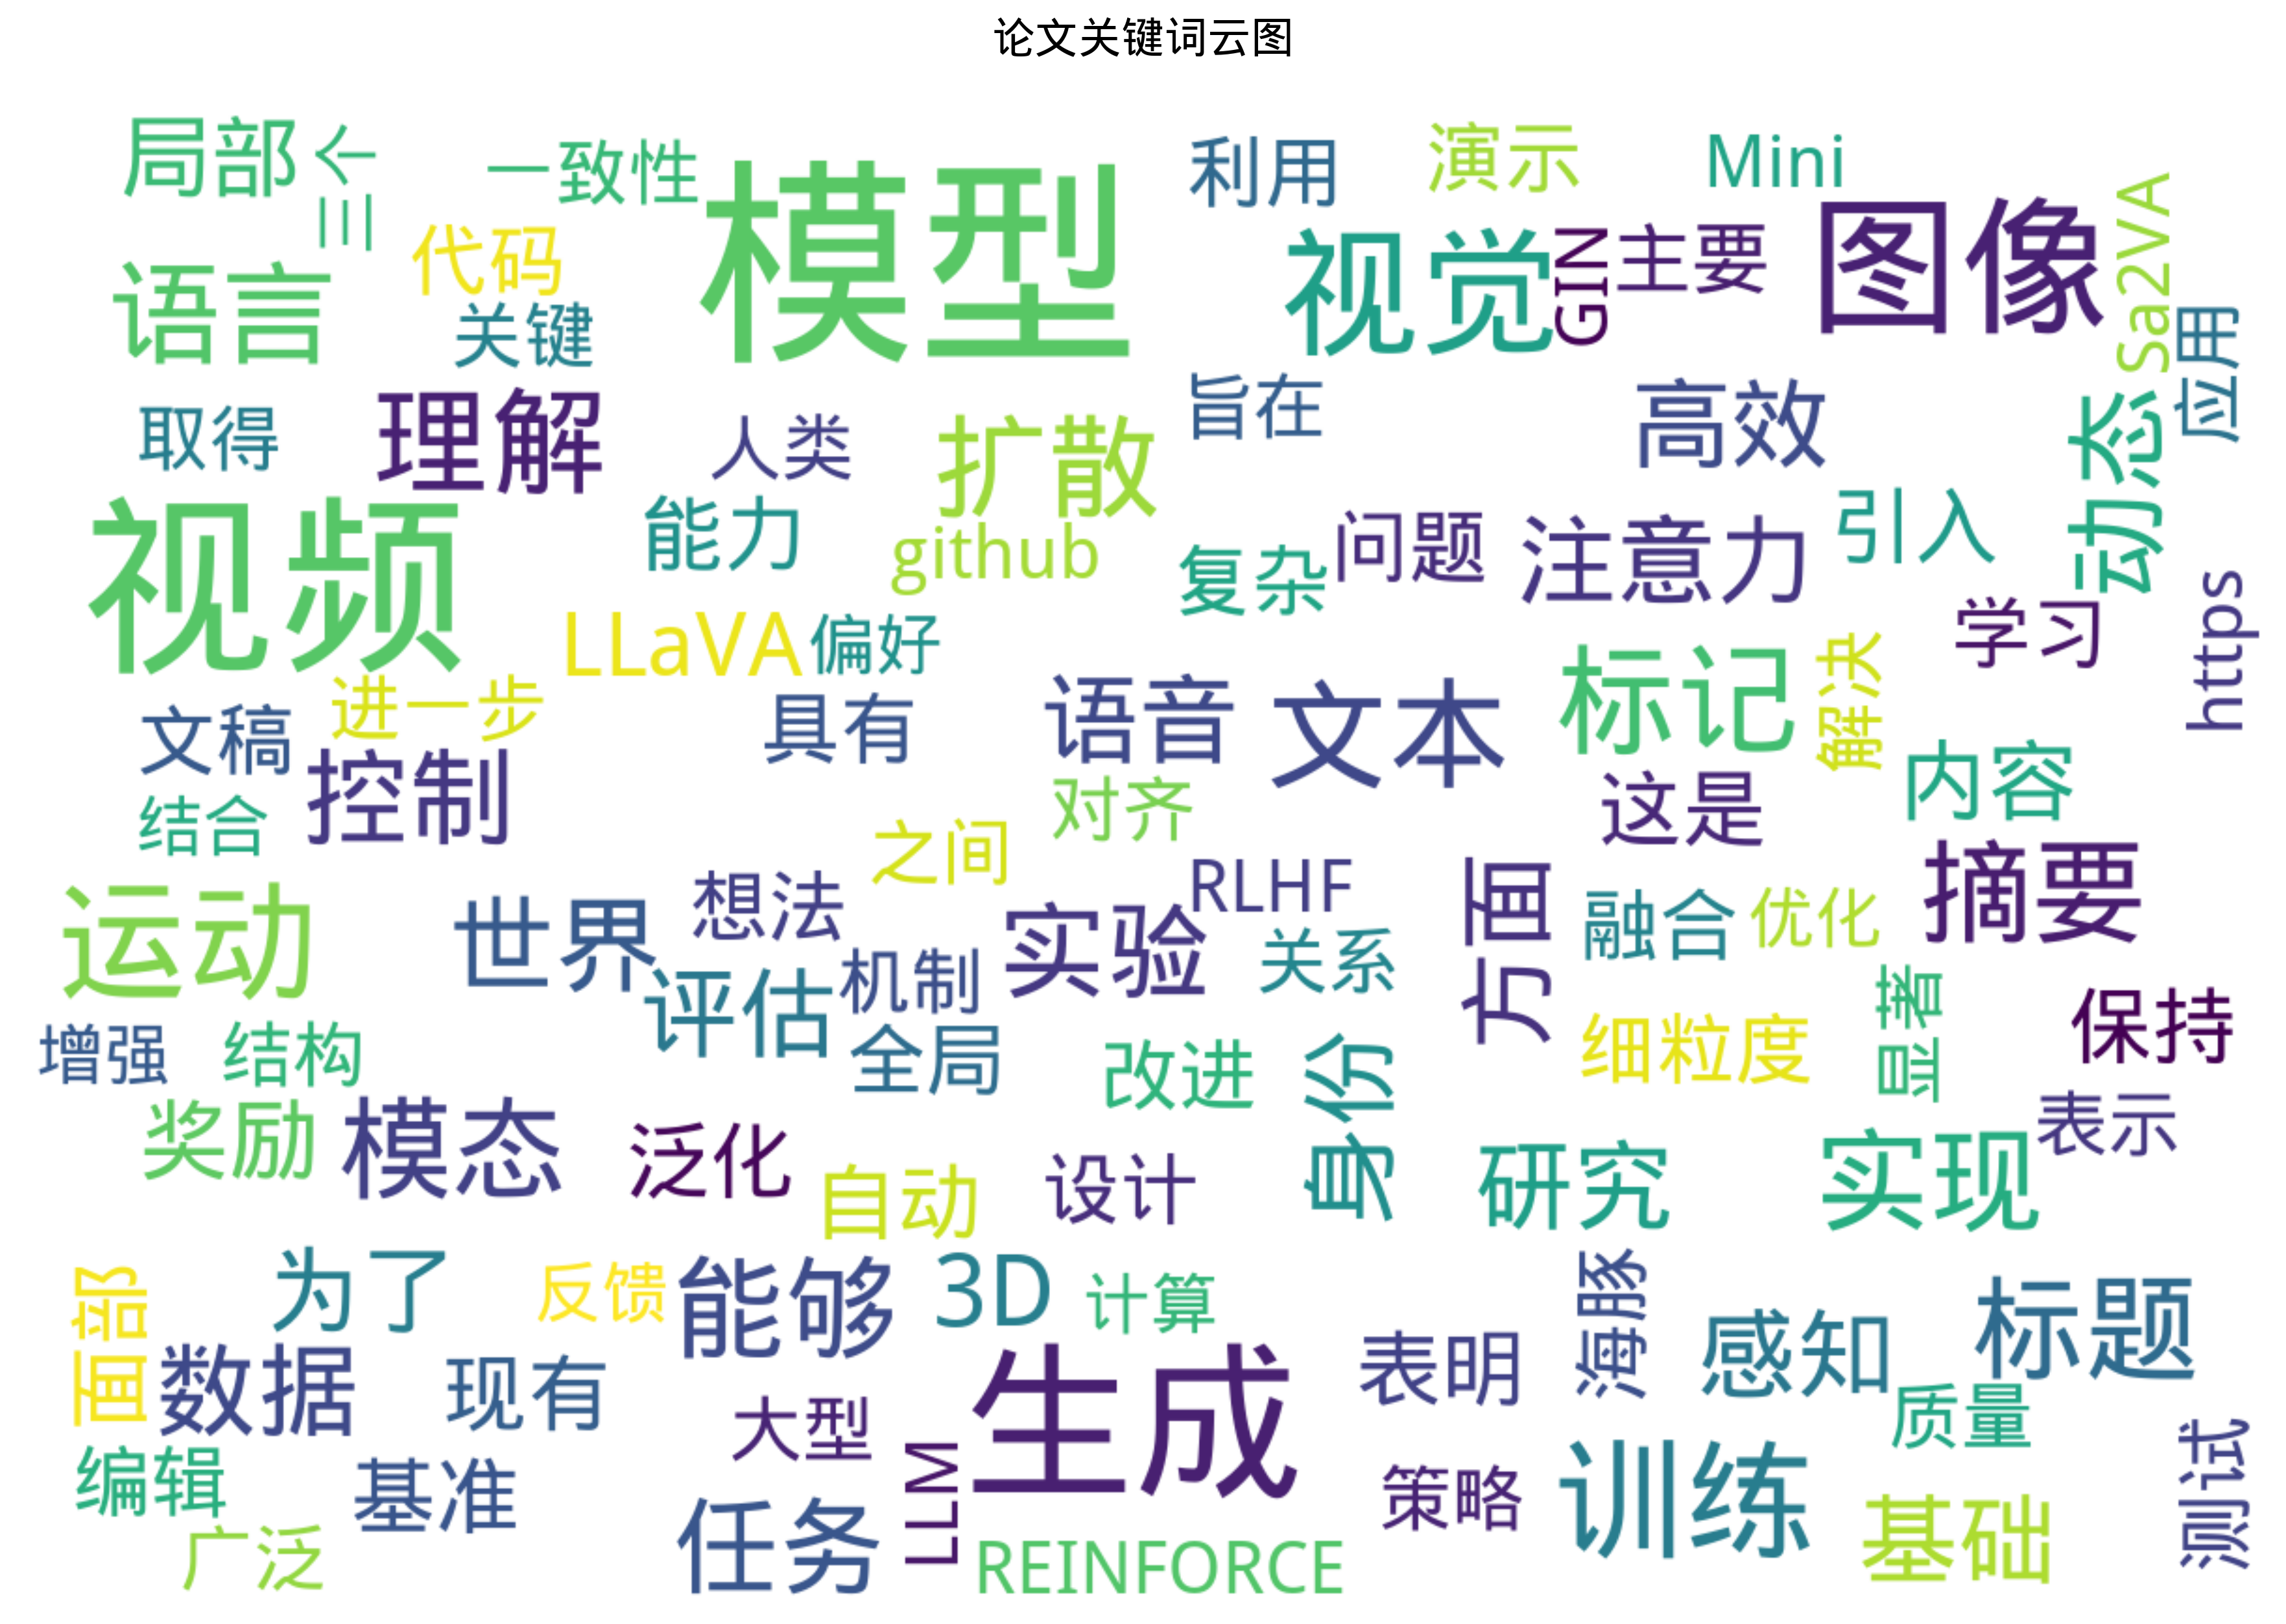 论文关键词云图
局部
三个
一致性
模型
利用
演示
Mini
语言
代码
关键
视觉
GIN
主要
图像
Sa2VA
应用
取得
理解
人类
扩散
旨在
高效
动态
视频
能力
github
复杂
问题
注意力
引入
LLaVA
偏好
标记
解决
学习
https
文稿
进一步
具有
语音
文本
内容
结合
控制
对齐
这是
之间
运动
世界
想法
RLHF
方面
融合
优化
摘要
评估
机制
实验
关系
增强
结构
全局
改进
身份
细粒度
显著
保持
奖励
模态
泛化
自动
设计
研究
实现
表示
面部
为了
反馈
能够
3D
计算
海豚
感知
标题
数据
现有
大型
生成
表明
质量
编辑
基准
任务
LLM
策略
训练
基础
测试
广泛
REINFORCE